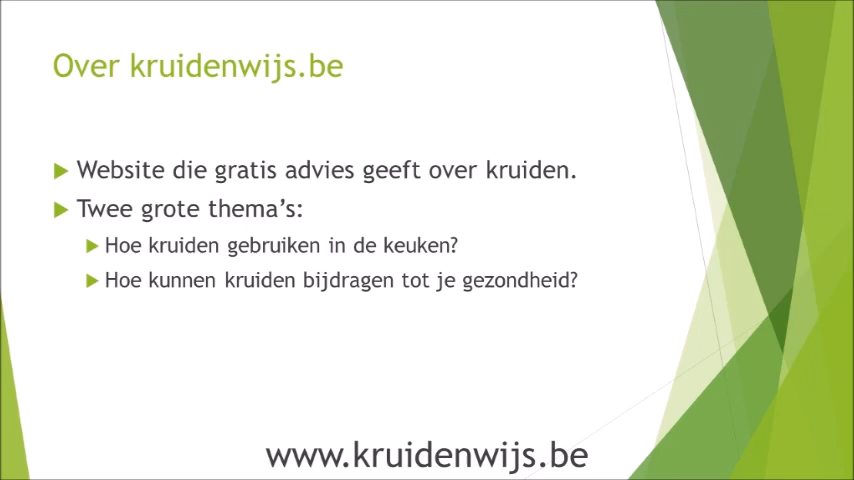 Over kruidenwijs.be
Website die gratis advies geeft over kruiden.
Twee grote thema's:
Hoe kruiden gebruiken in de keuken?
Hoe kunnen kruiden bijdragen tot je gezondheid?
www.kruidenwijs.be